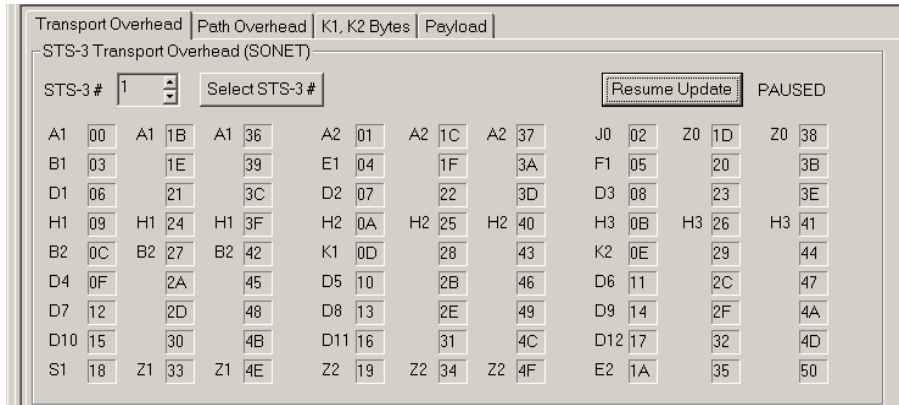 Transport Overhead Path Overhead K1, K2 Bytes Payload
STS-3 Transport Overhead (SONET)
STS-3 # 1 Select STS-3 # Resume Update PAUSED
A1 00 A1 1B A1 36 A2 01 A2 1C A2 37 J0 02 Z0 1D Z0 38
B1 03 1E 39 E1 04 1F 3A F1 05 20 3B
D1 06 21 3C D2 07 22 3D D3 08 23 3E
H1 09 H1 24 H1 3F H2 0A H2 25 H2 40 H3 0B H3 26 H3 41
B2 0C B2 27 B2 42 K1 0D 28 43 K2 0E 29 44
D4 0F 2A 45 D5 10 2B 46 D6 11 2C 47
D7 12 2D 48 D8 13 2E 49 D9 14 2F 4A
D10 15 30 4B D11 16 31 4C D12 17 32 4D
S1 18 Z1 33 Z1 4E Z2 19 Z2 34 Z2 4F E2 1A 35 50